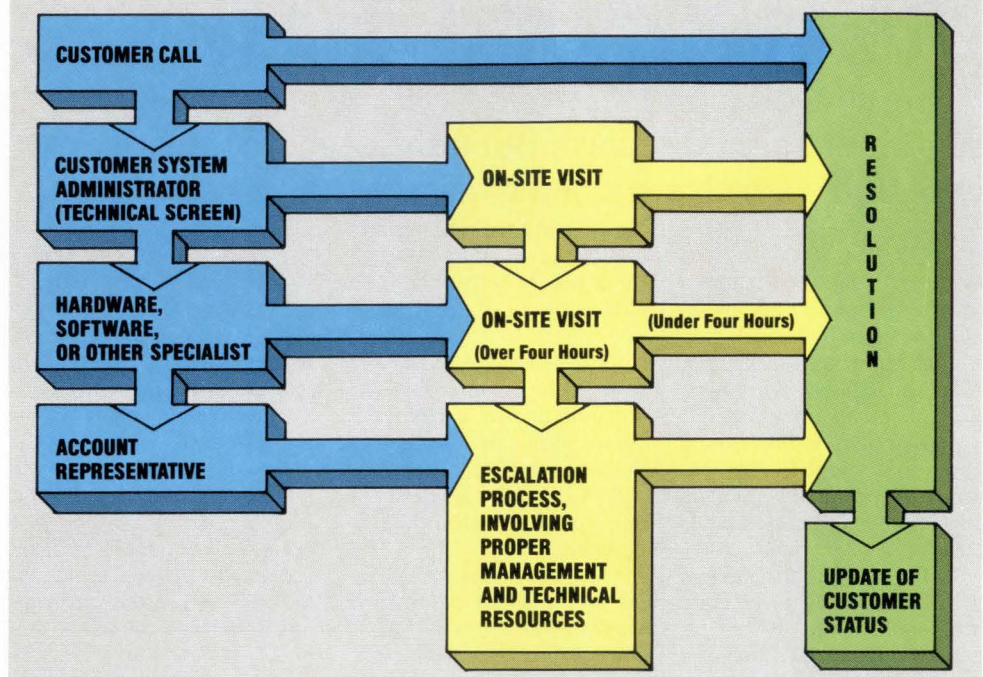 CUSTOMER CALL
CUSTOMER SYSTEM
ADMINISTRATOR
(TECHNICAL SCREEN)
HARDWARE,
SOFTWARE,
OR OTHER SPECIALIST
ACCOUNT
REPRESENTATIVE
ON-SITE VISIT
ON-SITE VISIT
(Over Four Hours)
(Under Four Hours)
ESCALATION
PROCESS,
INVOLVING
PROPER
MANAGEMENT
AND TECHNICAL
RESOURCES
RESOLUTION
UPDATE OF
CUSTOMER
STATUS